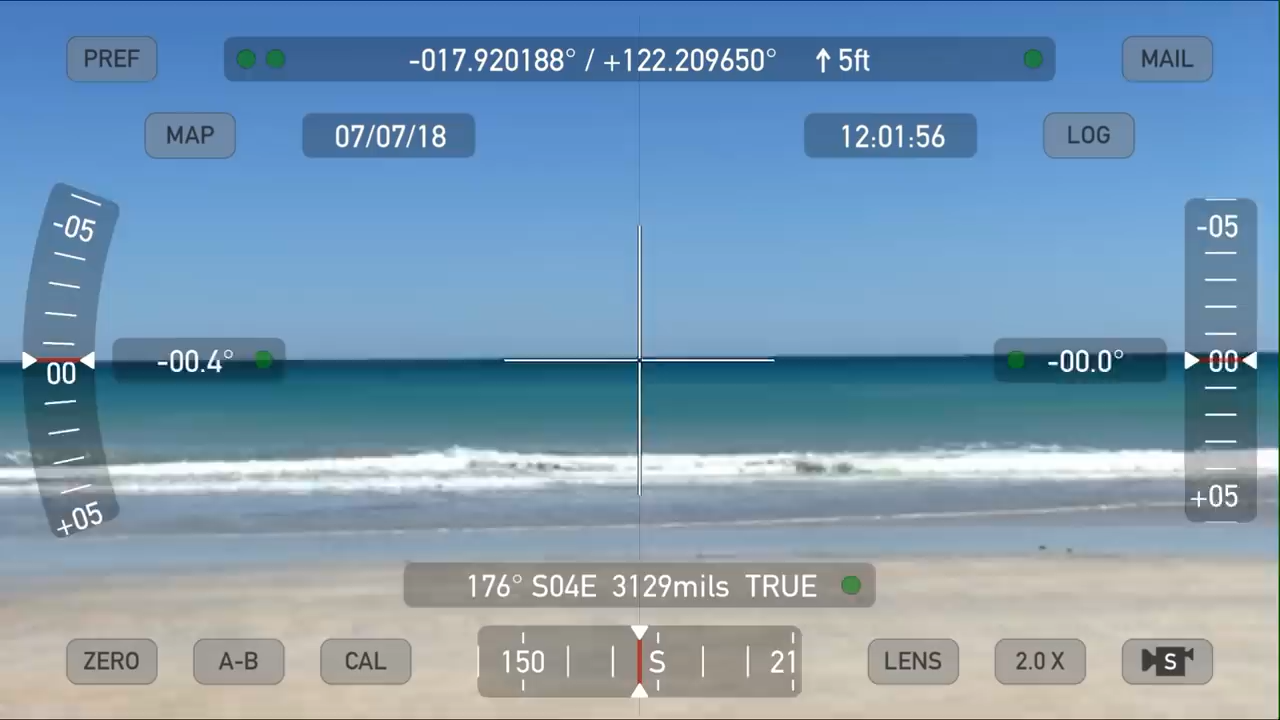 PREF -017.920188° / +122.209650° ↑5ft MAIL
MAP 07/07/18 12:01:56 LOG
-05 -05
-00.4° -00.0°
00 00
+05 +05
176° S04E 3129mils TRUE
ZERO A-B CAL 150 S 21 LENS 2.0 X S